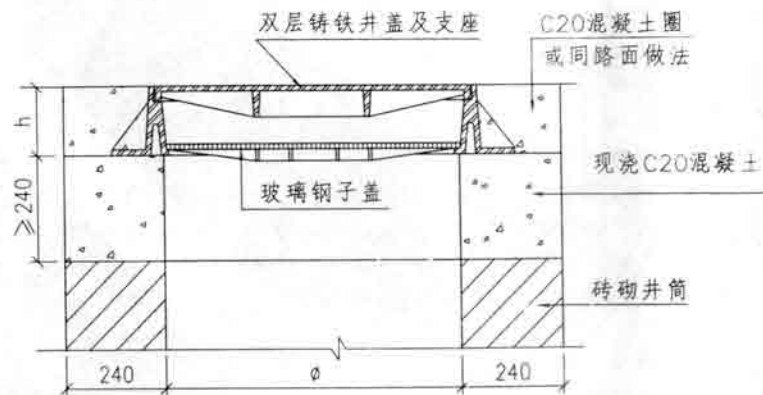 双层铸铁井盖及支座
C20混凝土圈
或同路面做法
h
现浇C20混凝土
玻璃钢子盖
≥240
砖砌井筒
240
ø
240